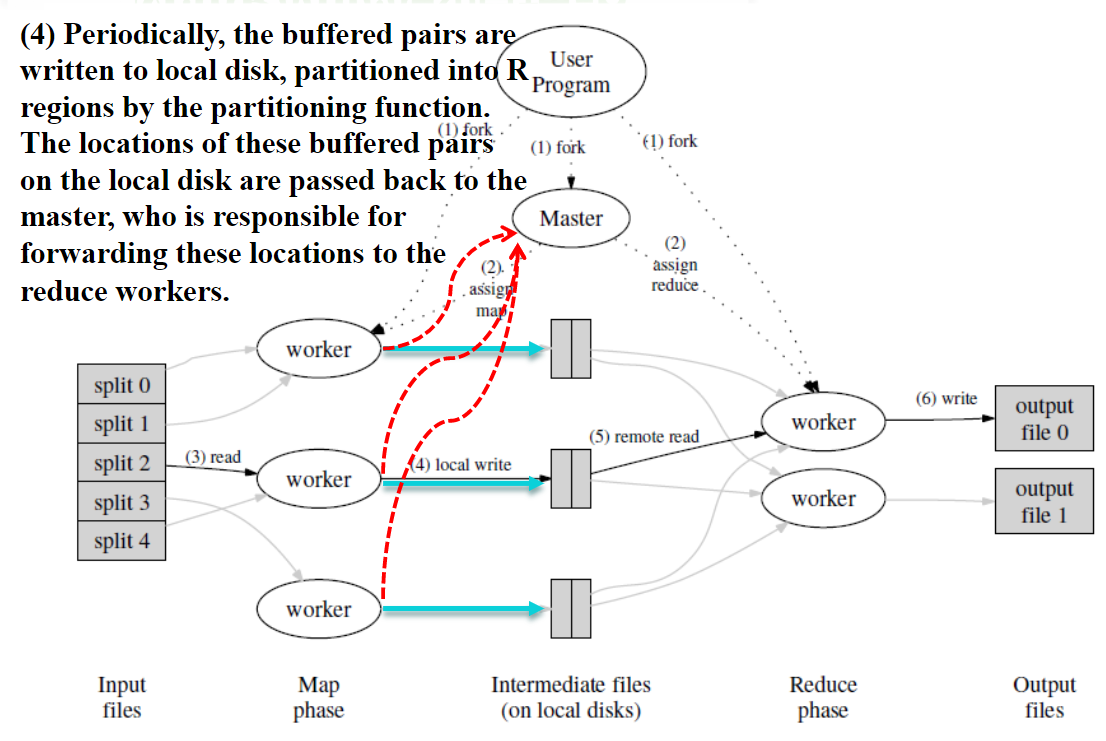 (4) Periodically, the buffered pairs are
written to local disk, partitioned into R
regions by the partitioning function.
The locations of these buffered pairs
on the local disk are passed back to the
master, who is responsible for
forwarding these locations to the
reduce workers.
User
Program
(1) fork
(1) fork
(1) fork
Master
(2)
assign
map
(2)
assign
reduce
worker
split 0
split 1
split 2
split 3
split 4
(3) read
worker
(4) local write
worker
(5) remote read
worker
worker
(6) write
output
file 0
output
file 1
Input
files
Map
phase
Intermediate files
(on local disks)
Reduce
phase
Output
files